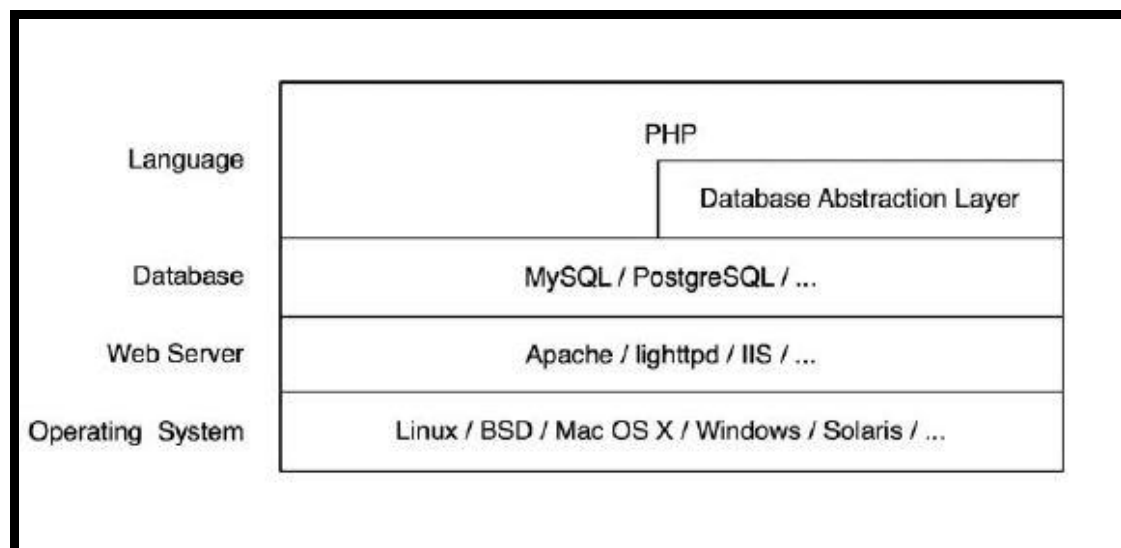 PHP
Language
Database Abstraction Layer
Database MySQL / PostgreSQL / ...
Web Server Apache / lighttpd / IIS / ...
Operating System Linux / BSD / Mac OS X / Windows / Solaris / ...